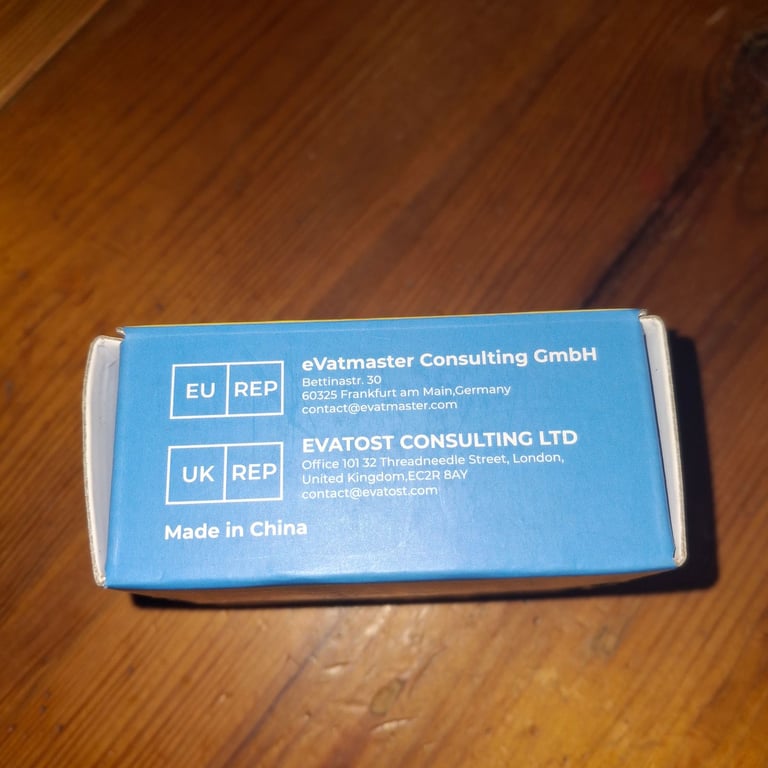 EU REP
eVatmaster Consulting GmbH
Bettinastr. 30
60325 Frankfurt am Main,Germany
contact@evatmaster.com
UK REP
EVATOST CONSULTING LTD
Office 101 32 Threadneedle Street, London,
United Kingdom,EC2R 8AY
contact@evatost.com
Made in China